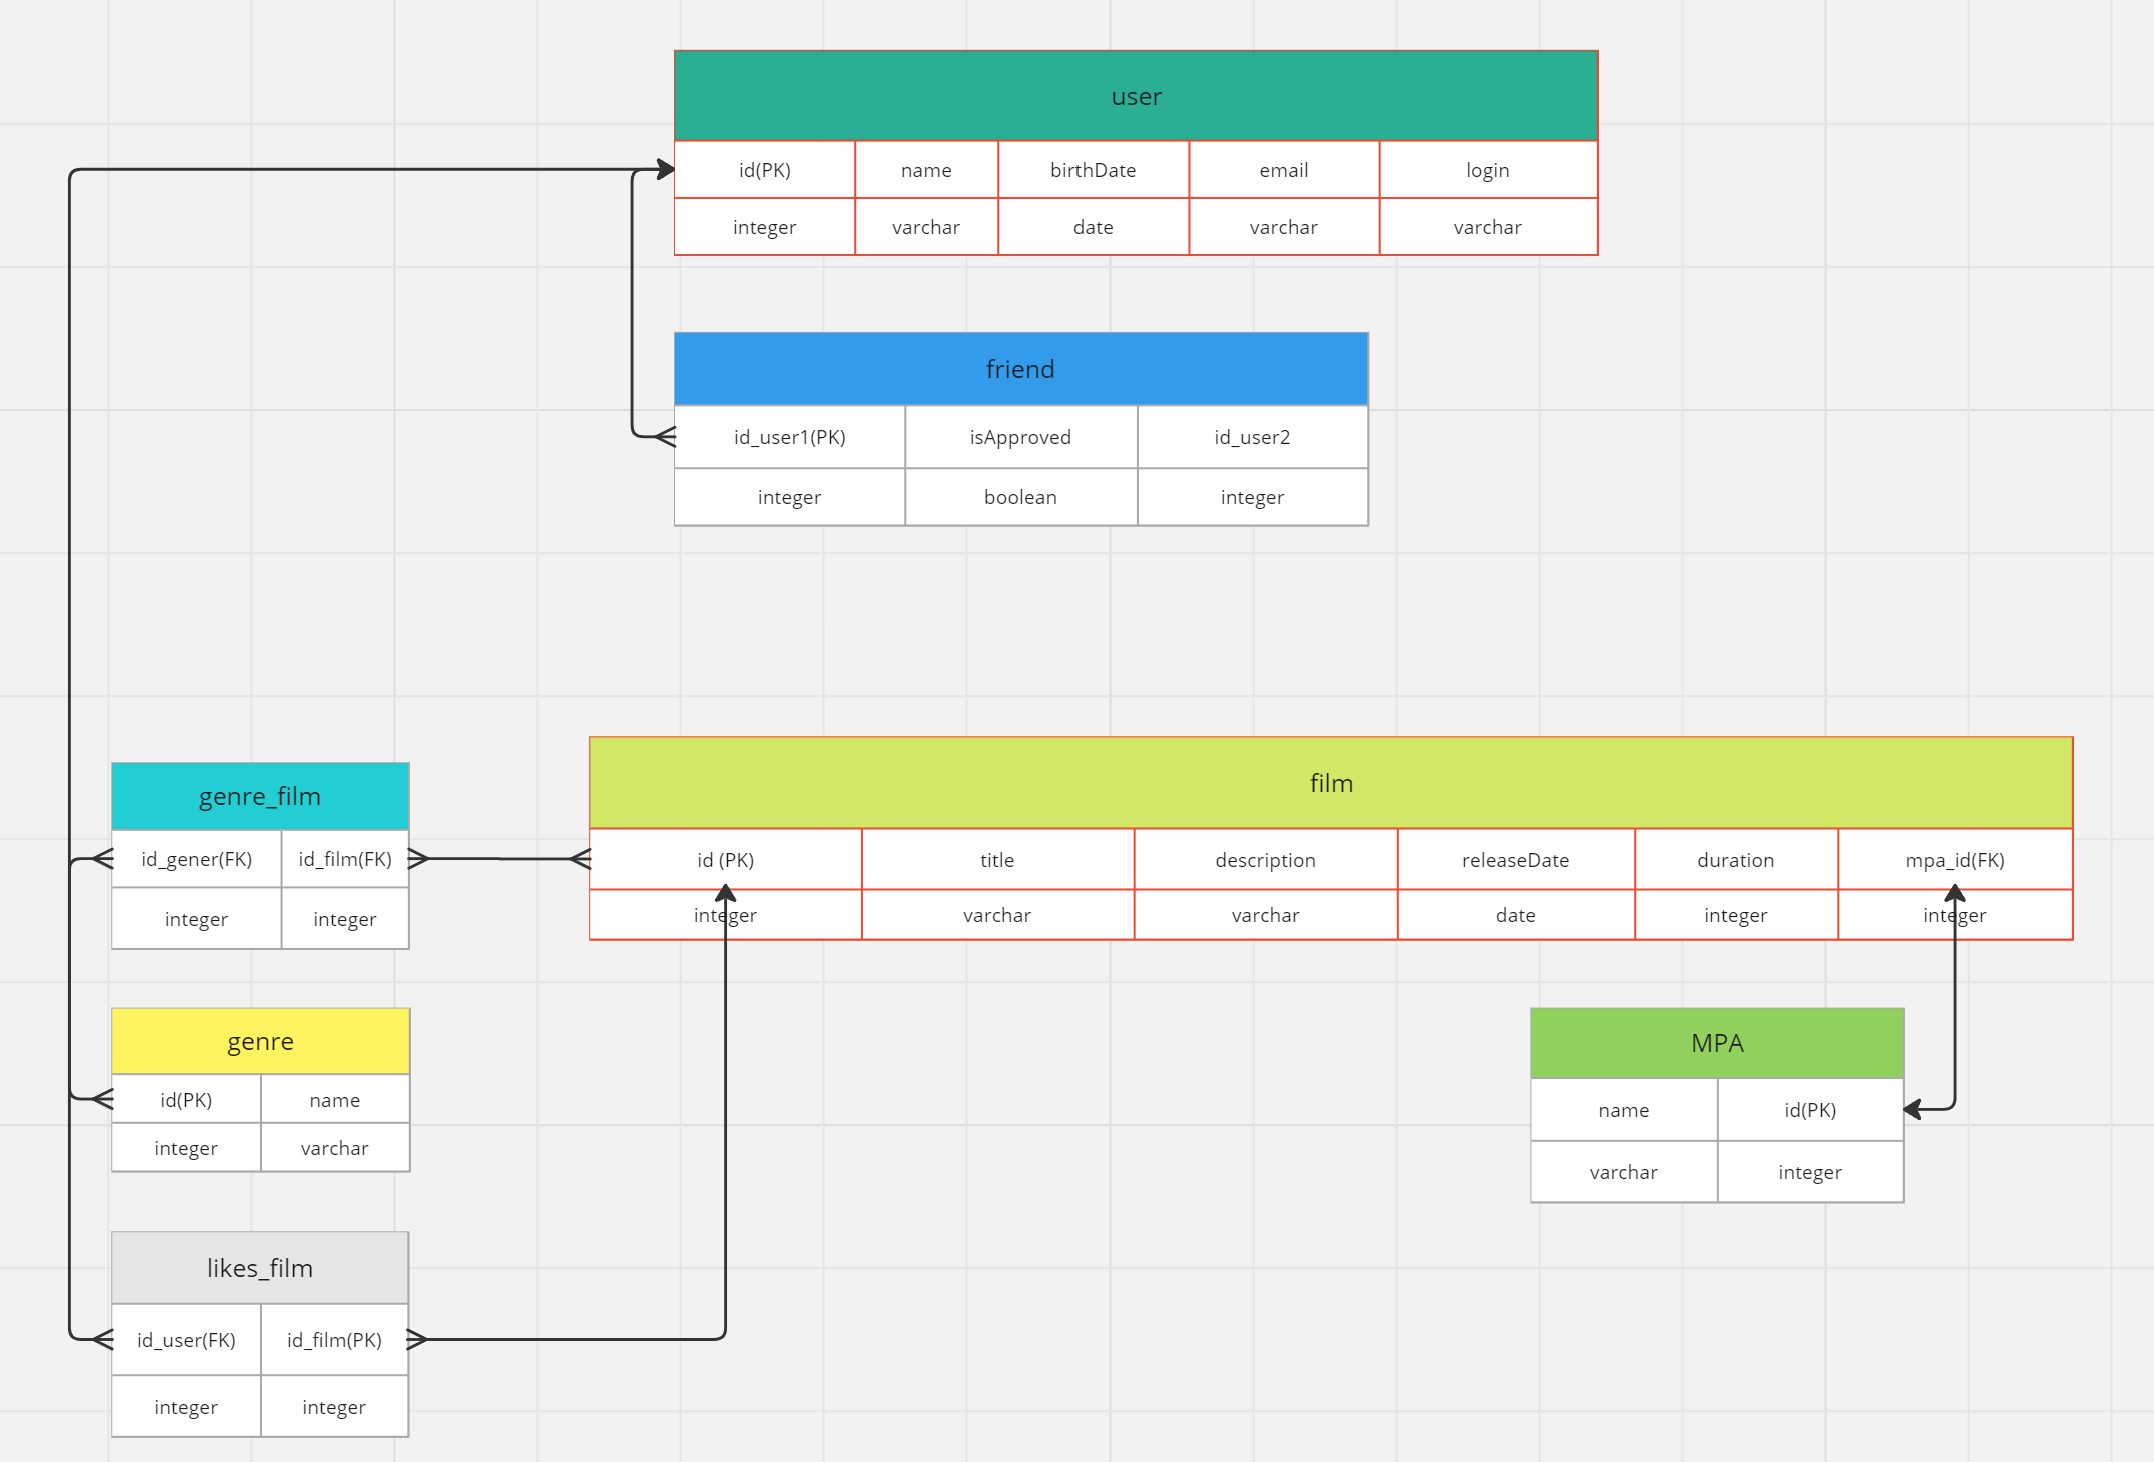 user
id(PK) name birthDate email login
integer varchar date varchar varchar
friend
id_user1(PK) isApproved id_user2
integer boolean integer
film
id (PK) title description releaseDate duration mpa_id(FK)
integer varchar varchar date integer integer
genre_film
id_gener(FK) id_film(FK)
integer integer
genre
id(PK) name
integer varchar
MPA
name id(PK)
varchar integer
likes_film
id_user(FK) id_film(PK)
integer integer